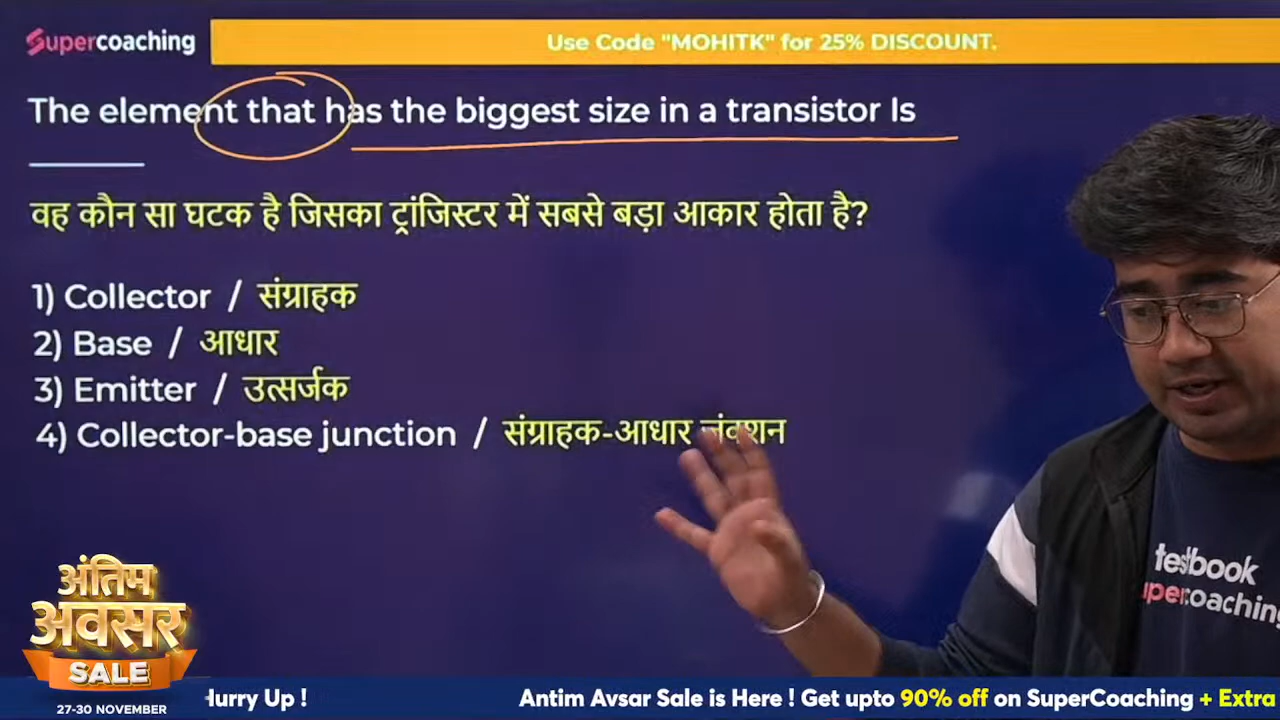 Supercoaching
Use Code "MOHITK" for 25% DISCOUNT.
The element that has the biggest size in a transistor Is
वह कौन सा घटक है जिसका ट्रांजिस्टर में सबसे बड़ा आकार होता है?
1) Collector / संग्राहक
2) Base / आधार
3) Emitter / उत्सर्जक
4) Collector-base junction / संग्राहक-आधार जंक्शन
testbook
supercoaching
अंतिम
अवसर
SALE
27-30 NOVEMBER
Hurry Up ! Antim Avsar Sale is Here ! Get upto 90% off on SuperCoaching + Extra